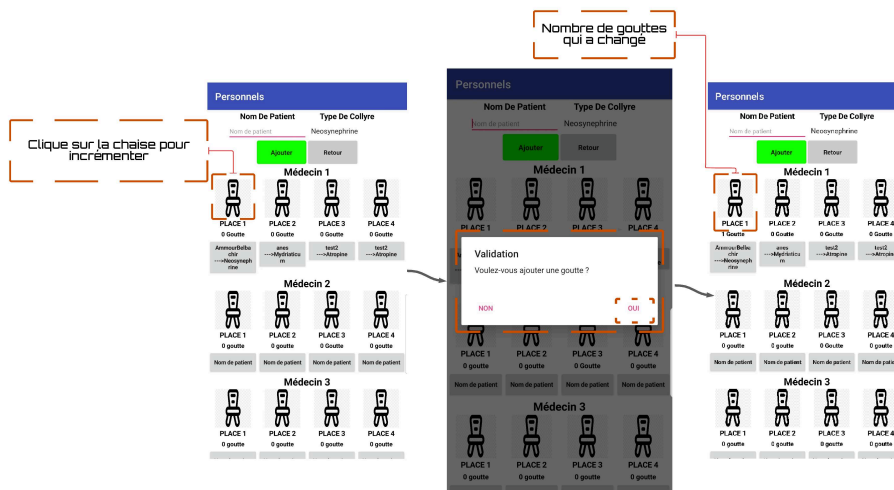 Nombre de gouttes
qui a changé
Clique sur la chaise pour
incrémenter
Personnels
Nom De Patient Type De Collyre
Nom de patient Neosynephrine
Ajouter Retour
Médecin 1
PLACE 1 PLACE 2 PLACE 3 PLACE 4
0 Goutte 0 Goutte 0 Goutte 0 Goutte
AmmourBelba anes test2 test2
chir --->Mydriaticu --->Atropine --->Atropine
--->Neosyneph m
rine
Médecin 2
PLACE 1 PLACE 2 PLACE 3 PLACE 4
0 goutte 0 goutte 0 Goutte 0 goutte
Nom de patient Nom de patient Nom de patient Nom de patient
Médecin 3
PLACE 1 PLACE 2 PLACE 3 PLACE 4
0 goutte 0 goutte 0 goutte 0 goutte
Personnels
Nom De Patient Type De Collyre
Nom de patient Neosynephrine
Ajouter Retour
Médecin 1
PLACE 1 PLACE 2 PLACE 3 PLACE 4
Validation
Voulez-vous ajouter une goutte ?
NON OUI
PLACE 1 PLACE 2 PLACE 3 PLACE 4
0 goutte 0 goutte 0 Goutte 0 goutte
Nom de patient Nom de patient Nom de patient Nom de patient
Médecin 3
PLACE 1 PLACE 2 PLACE 3 PLACE 4
0 goutte 0 goutte 0 goutte 0 goutte
Personnels
Nom De Patient Type De Collyre
Nom de patient Neosynephrine
Ajouter Retour
Médecin 1
PLACE 1 PLACE 2 PLACE 3 PLACE 4
1 Goutte 0 Goutte 0 Goutte 0 Goutte
AmmourBelba anes test2 test2
chir --->Mydriaticu --->Atropine --->Atropine
--->Neosyneph m
rine
Médecin 2
PLACE 1 PLACE 2 PLACE 3 PLACE 4
0 goutte 0 goutte 0 Goutte 0 goutte
Nom de patient Nom de patient Nom de patient Nom de patie
Médecin 3
PLACE 1 PLACE 2 PLACE 3 PLACE 4
0 goutte 0 goutte 0 goutte 0 goutte